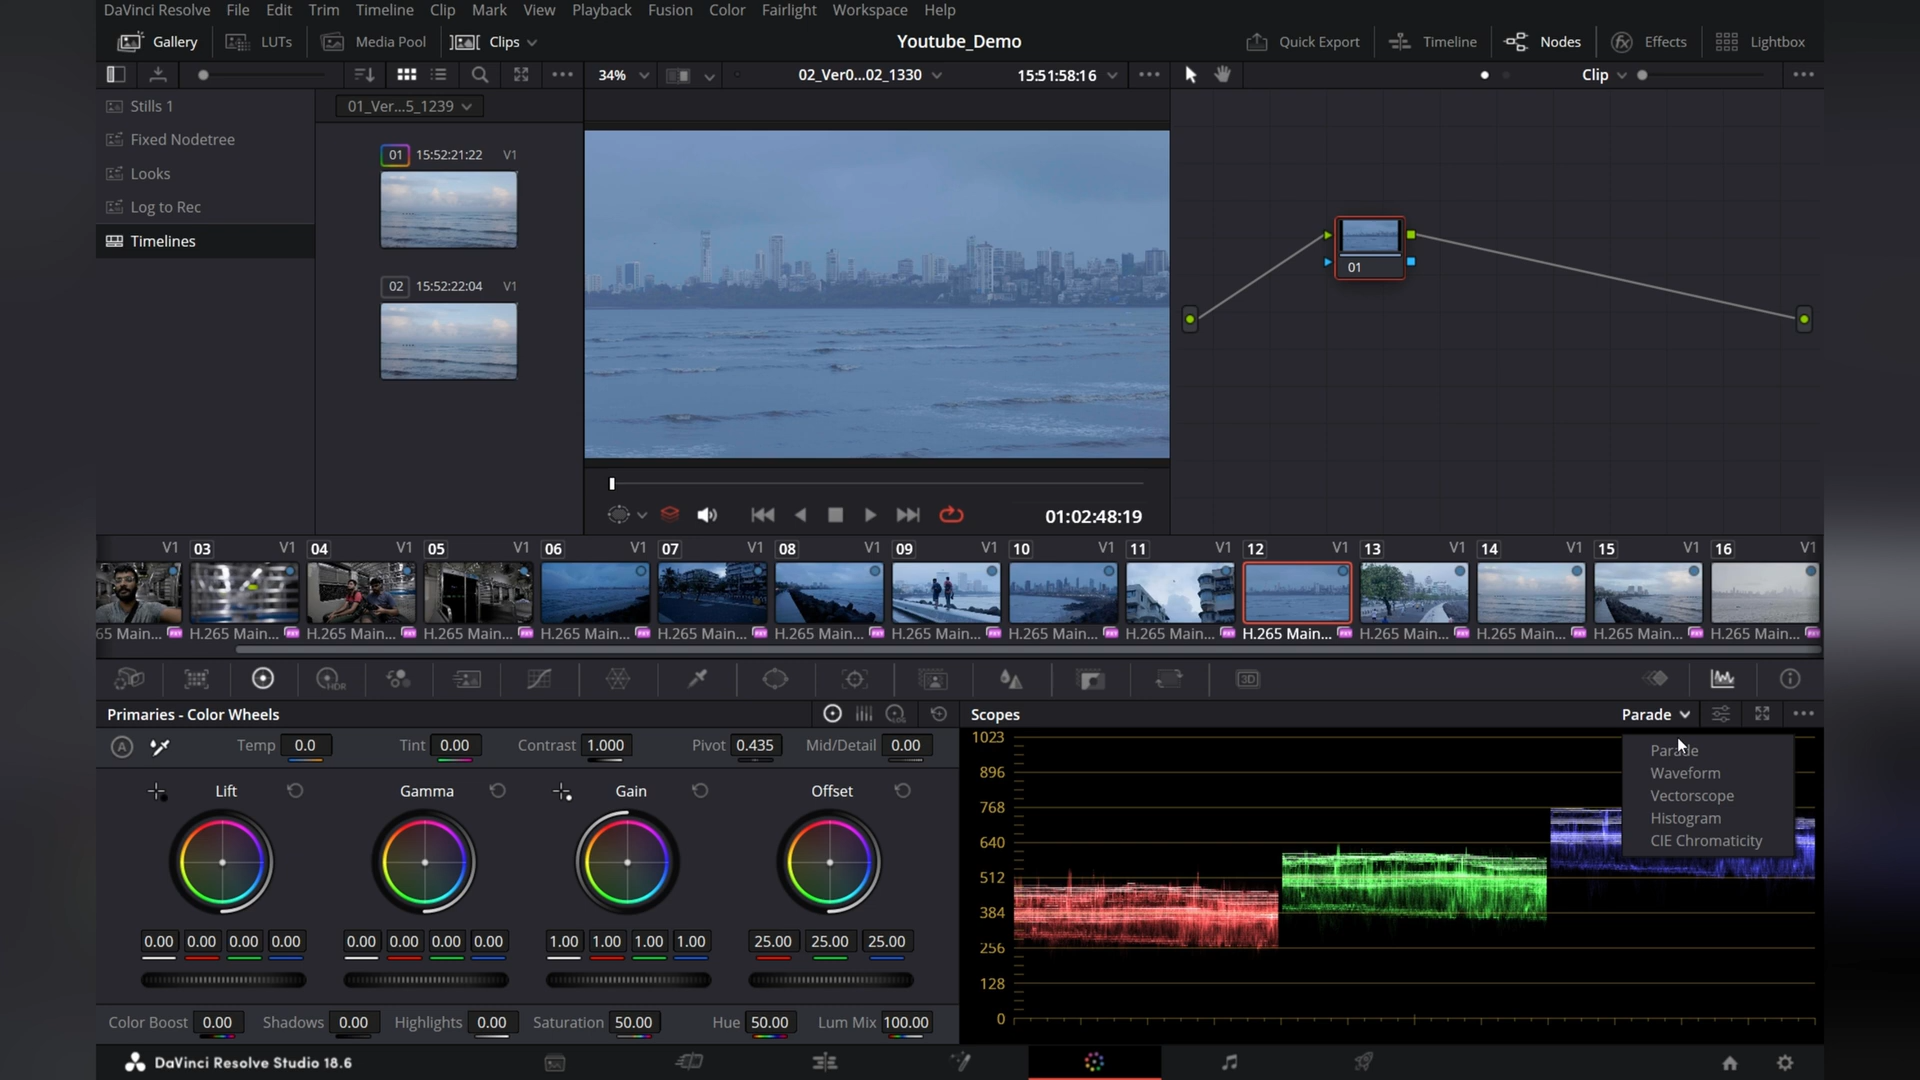 DaVinci Resolve File Edit Trim Timeline Clip Mark View Playback Fusion Color Fairlight Workspace Help
Gallery LUTs Media Pool Clips Youtube_Demo Quick Export Timeline Nodes Effects Lightbox
34% 02_Ver0...02_1330 15:51:58:16 Clip
Stills 1 01_Ver...5_1239
Fixed Nodetree
Looks
Log to Rec
Timelines
01 15:52:21:22 V1
02 15:52:22:04 V1
01
01:02:48:19
V1 03 V1 04 V1 05 V1 06 V1 07 V1 08 V1 09 V1 10 V1 11 V1 12 V1 13 V1 14 V1 15 V1 16 V1
65 Main... H.265 Main... H.265 Main... H.265 Main... H.265 Main... H.265 Main... H.265 Main... H.265 Main... H.265 Main... H.265 Main... H.265 Main... H.265 Main... H.265 Main... H.265 Main... H.265 Main...
HDR 3D
Primaries - Color Wheels
A Temp 0.0 Tint 0.00 Contrast 1.000 Pivot 0.435 Mid/Detail 0.00
Lift Gamma Gain Offset
0.00 0.00 0.00 0.00 0.00 0.00 0.00 0.00 1.00 1.00 1.00 1.00 25.00 25.00 25.00
Color Boost 0.00 Shadows 0.00 Highlights 0.00 Saturation 50.00 Hue 50.00 Lum Mix 100.00
Scopes Parade
1023
896
768
640
512
384
256
128
0
Parade
Waveform
Vectorscope
Histogram
CIE Chromaticity
DaVinci Resolve Studio 18.6